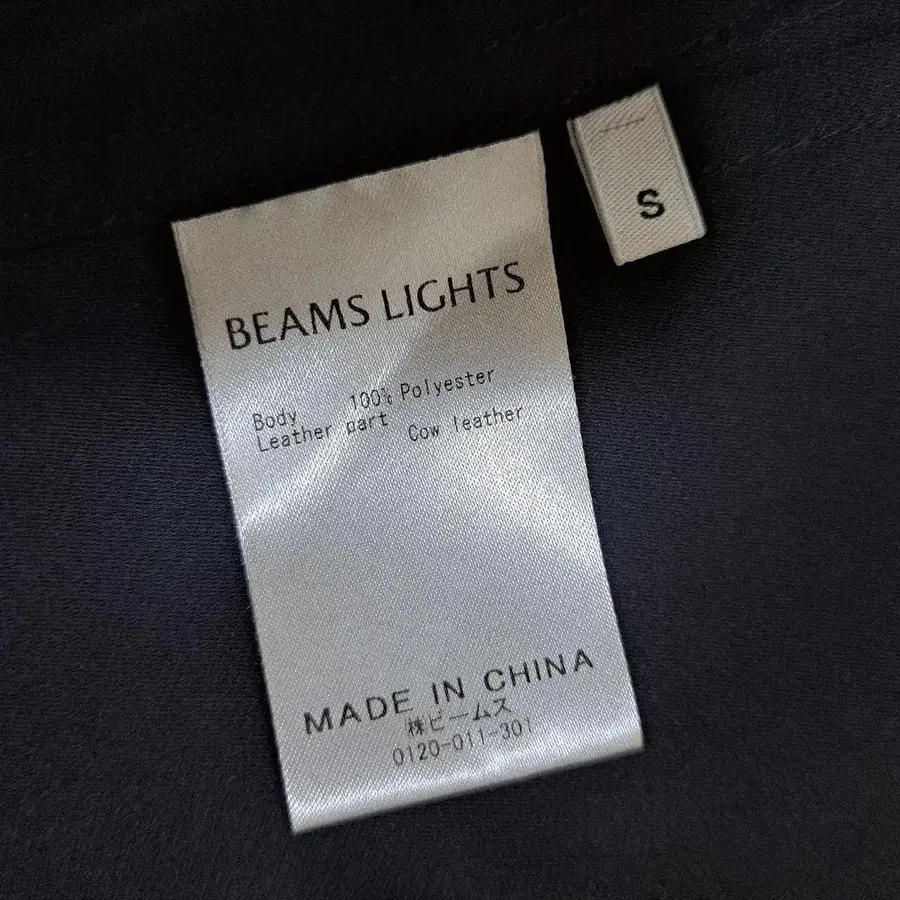 BEAMS LIGHTS
Body 100% Polyester
Leather part Cow leather
MADE IN CHINA
㈱ビームス
0120-011-301
S